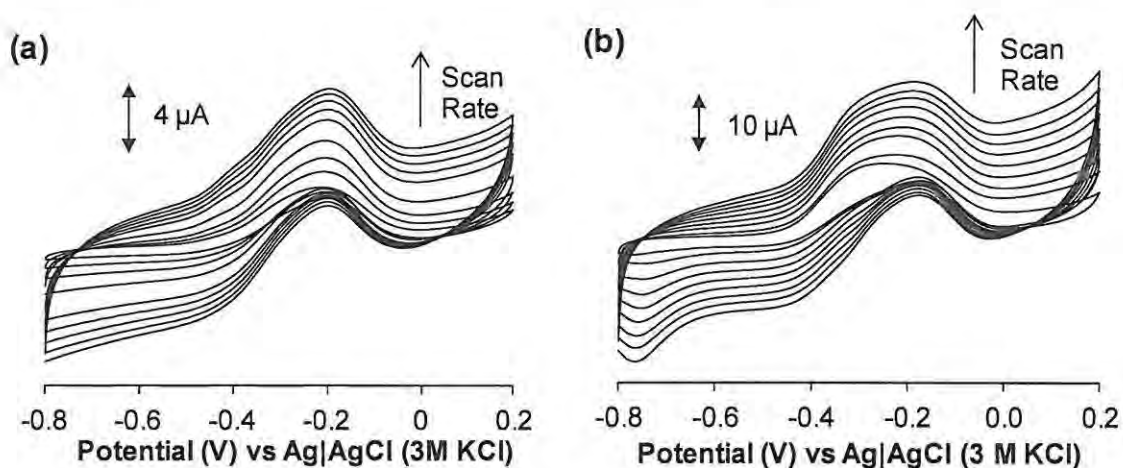 (a)
4 µA
Scan
Rate
-0.8 -0.6 -0.4 -0.2 0 0.2
Potential (V) vs Ag|AgCl (3M KCl)
(b)
10 µA
Scan
Rate
-0.8 -0.6 -0.4 -0.2 0.0 0.2
Potential (V) vs Ag|AgCl (3 M KCl)